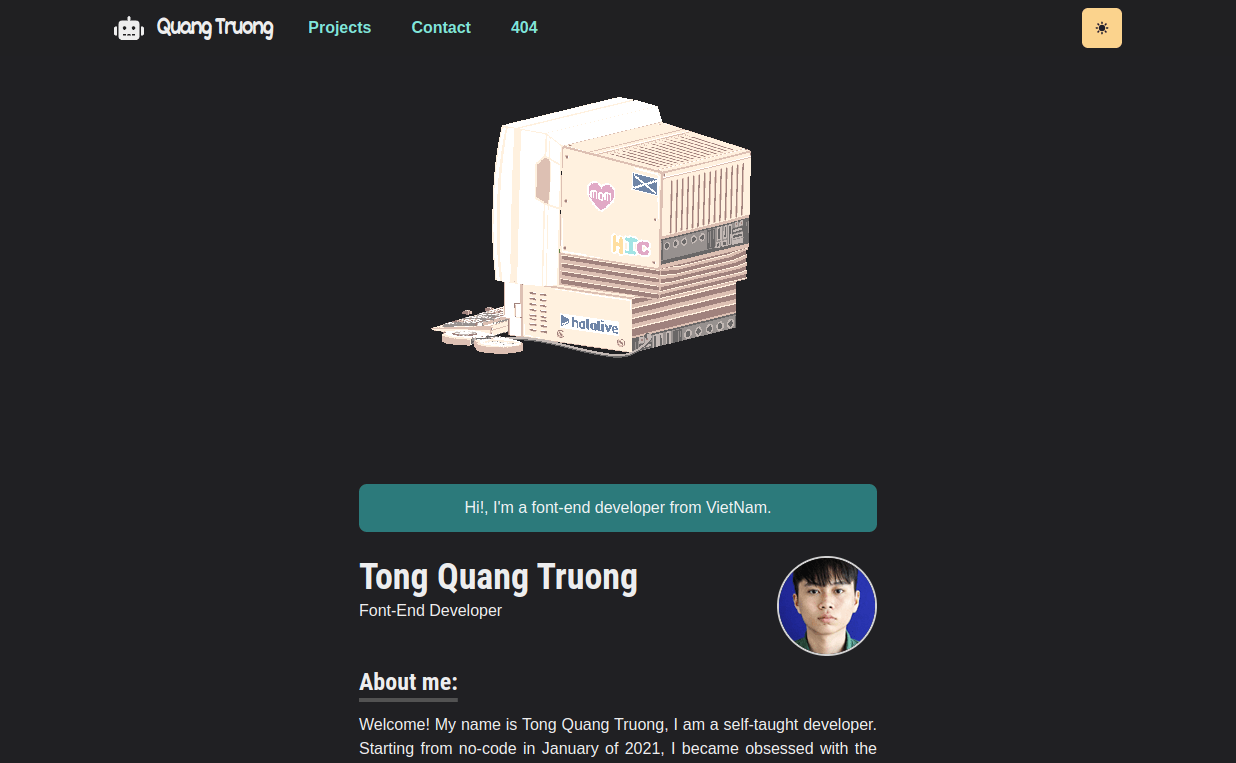 Quang Truong Projects Contact 404
mom
HIC
halalive
Hi!, I'm a font-end developer from VietNam.
Tong Quang Truong
Font-End Developer
About me:
Welcome! My name is Tong Quang Truong, I am a self-taught developer.
Starting from no-code in January of 2021, I became obsessed with the